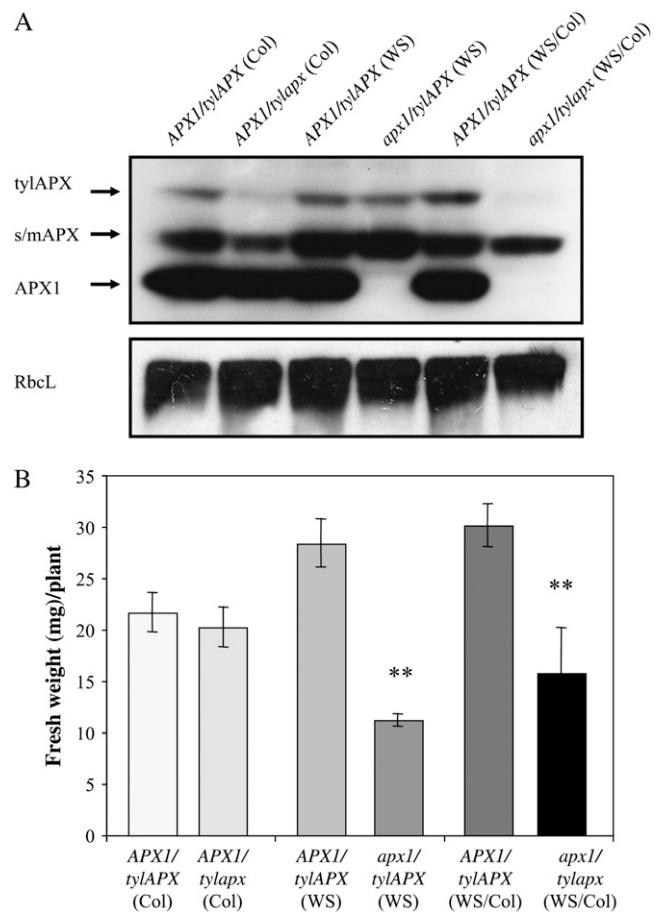 A
APX1/tylAPX (Col)
APX1/tylapx (Col)
APX1/tylAPX (WS)
apx1/tylAPX (WS)
APX1/tylAPX (WS/Col)
apx1/tylapx (WS/Col)
tylAPX
s/mAPX
APX1
RbcL
B
Fresh weight (mg)/plant
35
30
25
20
15
10
5
0
**
**
APX1/
tylAPX
(Col)
APX1/
tylapx
(Col)
APX1/
tylAPX
(WS)
apx1/
tylAPX
(WS)
APX1/
tylAPX
(WS/Col)
apx1/
tylapx
(WS/Col)